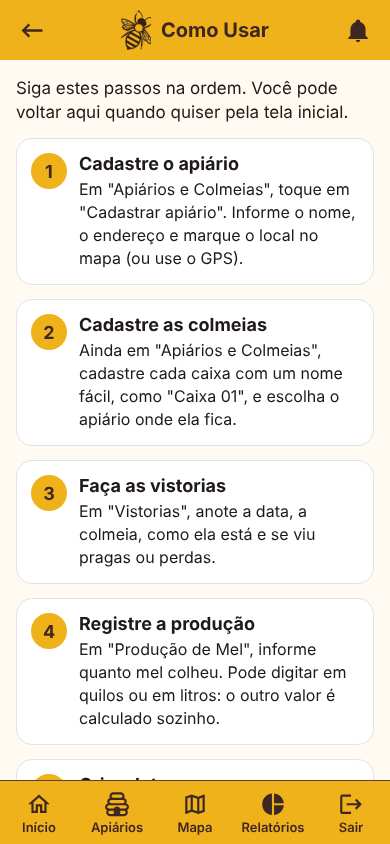 Como Usar
Siga estes passos na ordem. Você pode
voltar aqui quando quiser pela tela inicial.
1
Cadastre o apiário
Em "Apiários e Colmeias", toque em
"Cadastrar apiário". Informe o nome,
o endereço e marque o local no
mapa (ou use o GPS).
2
Cadastre as colmeias
Ainda em "Apiários e Colmeias",
cadastre cada caixa com um nome
fácil, como "Caixa 01", e escolha o
apiário onde ela fica.
3
Faça as vistorias
Em "Vistorias", anote a data, a
colmeia, como ela está e se viu
pragas ou perdas.
4
Registre a produção
Em "Produção de Mel", informe
quanto mel colheu. Pode digitar em
quilos ou em litros: o outro valor é
calculado sozinho.
Início
Apiários
Mapa
Relatórios
Sair